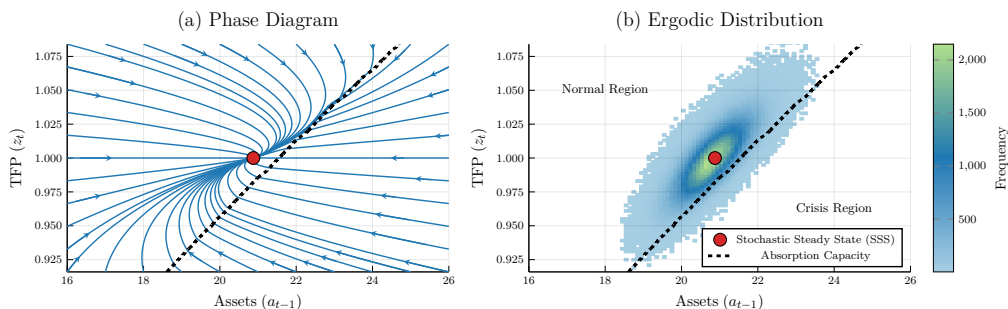 (a) Phase Diagram
TFP (z_t)
1.075
1.050
1.025
1.000
0.975
0.950
0.925
16
18
20
22
24
26
Assets (a_{t−1})
(b) Ergodic Distribution
TFP (z_t)
1.075
1.050
1.025
1.000
0.975
0.950
0.925
Normal Region
Crisis Region
Stochastic Steady State (SSS)
Absorption Capacity
16
18
20
22
24
26
Assets (a_{t−1})
2,000
1,500
1,000
500
Frequency